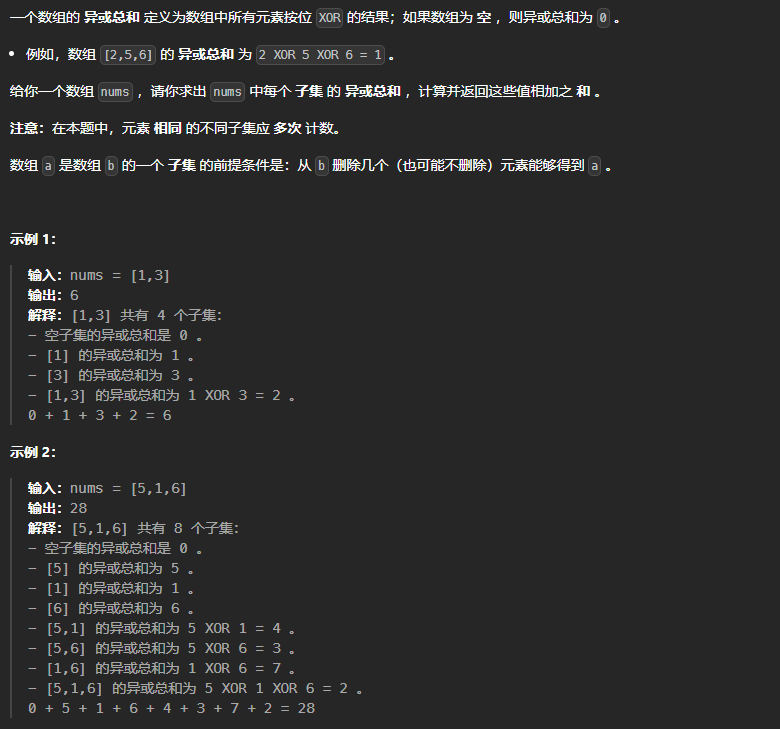 一个数组的 异或总和 定义为数组中所有元素按位 XOR 的结果；如果数组为 空 ，则异或总和为 0 。
• 例如，数组 [2,5,6] 的 异或总和 为 2 XOR 5 XOR 6 = 1 。
给你一个数组 nums ，请你求出 nums 中每个 子集 的 异或总和 ，计算并返回这些值相加之 和 。
注意：在本题中，元素 相同 的不同子集应 多次 计数。
数组 a 是数组 b 的一个 子集 的前提条件是：从 b 删除几个（也可能不删除）元素能够得到 a 。
示例 1：
输入：nums = [1,3]
输出：6
解释：[1,3] 共有 4 个子集：
- 空子集的异或总和是 0 。
- [1] 的异或总和为 1 。
- [3] 的异或总和为 3 。
- [1,3] 的异或总和为 1 XOR 3 = 2 。
0 + 1 + 3 + 2 = 6
示例 2：
输入：nums = [5,1,6]
输出：28
解释：[5,1,6] 共有 8 个子集：
- 空子集的异或总和是 0 。
- [5] 的异或总和为 5 。
- [1] 的异或总和为 1 。
- [6] 的异或总和为 6 。
- [5,1] 的异或总和为 5 XOR 1 = 4 。
- [5,6] 的异或总和为 5 XOR 6 = 3 。
- [1,6] 的异或总和为 1 XOR 6 = 7 。
- [5,1,6] 的异或总和为 5 XOR 1 XOR 6 = 2 。
0 + 5 + 1 + 6 + 4 + 3 + 7 + 2 = 28